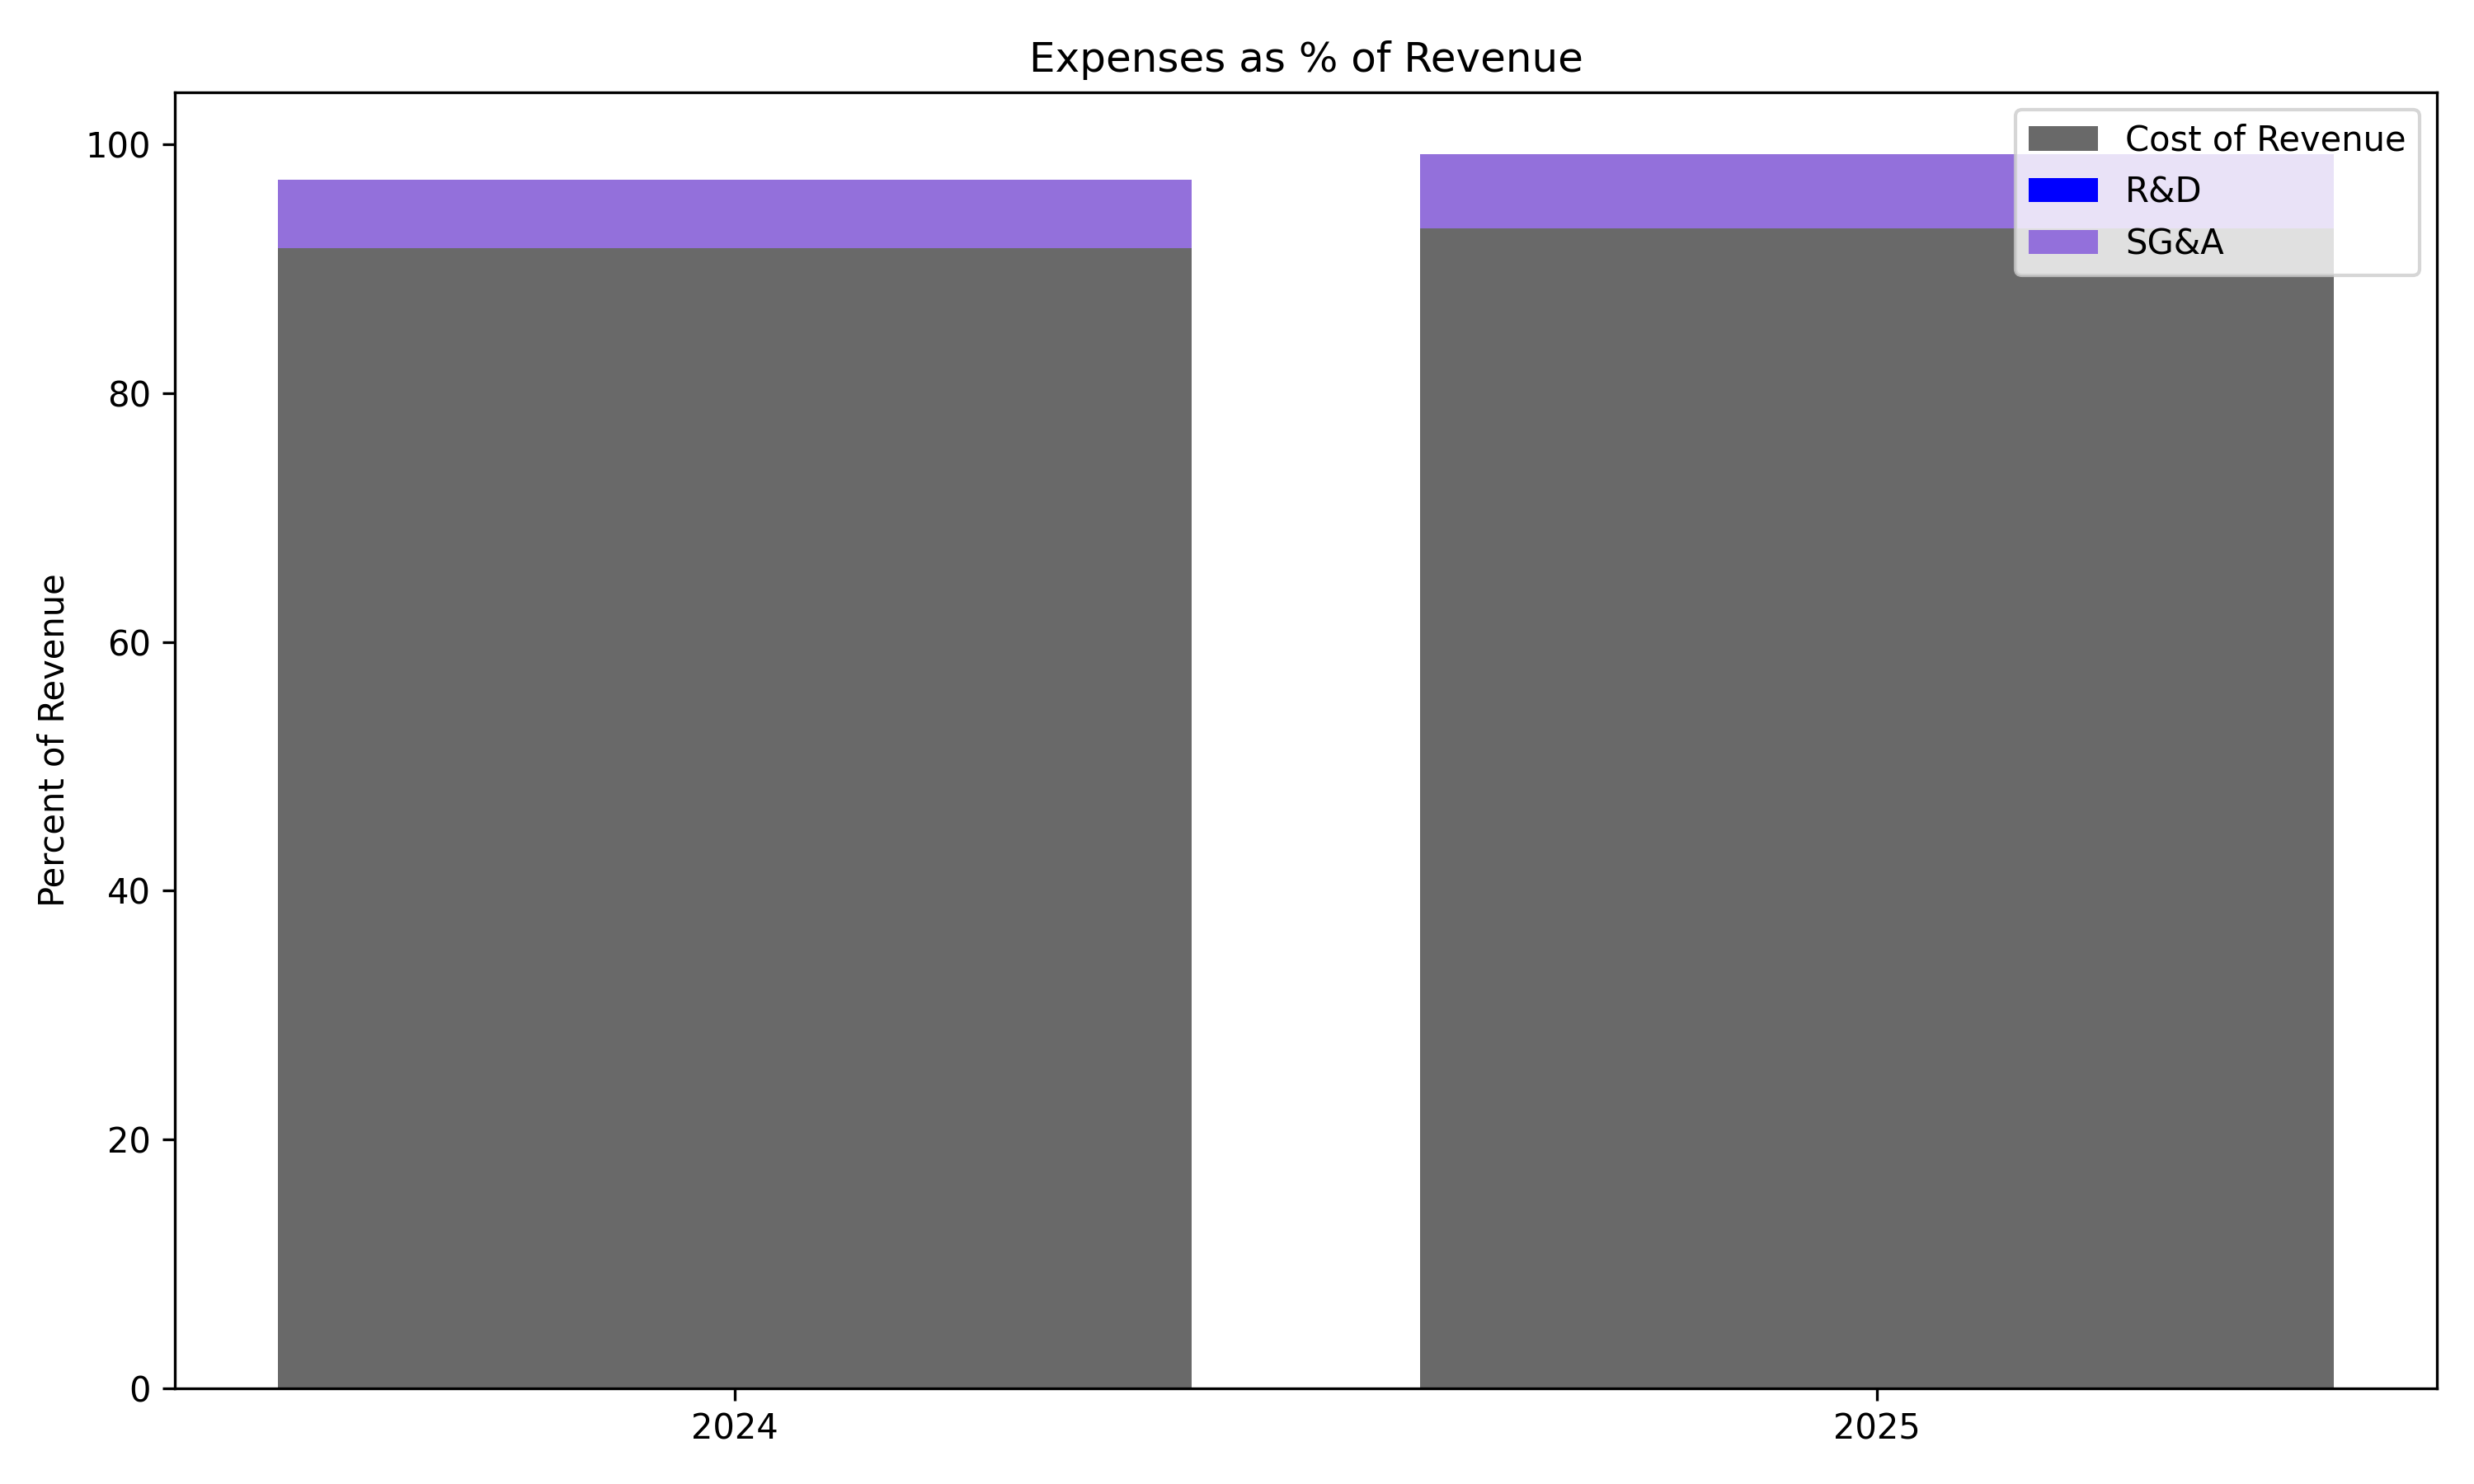 Expenses as % of Revenue
Percent of Revenue
100
80
60
40
20
0
2024
2025
Cost of Revenue
R&D
SG&A